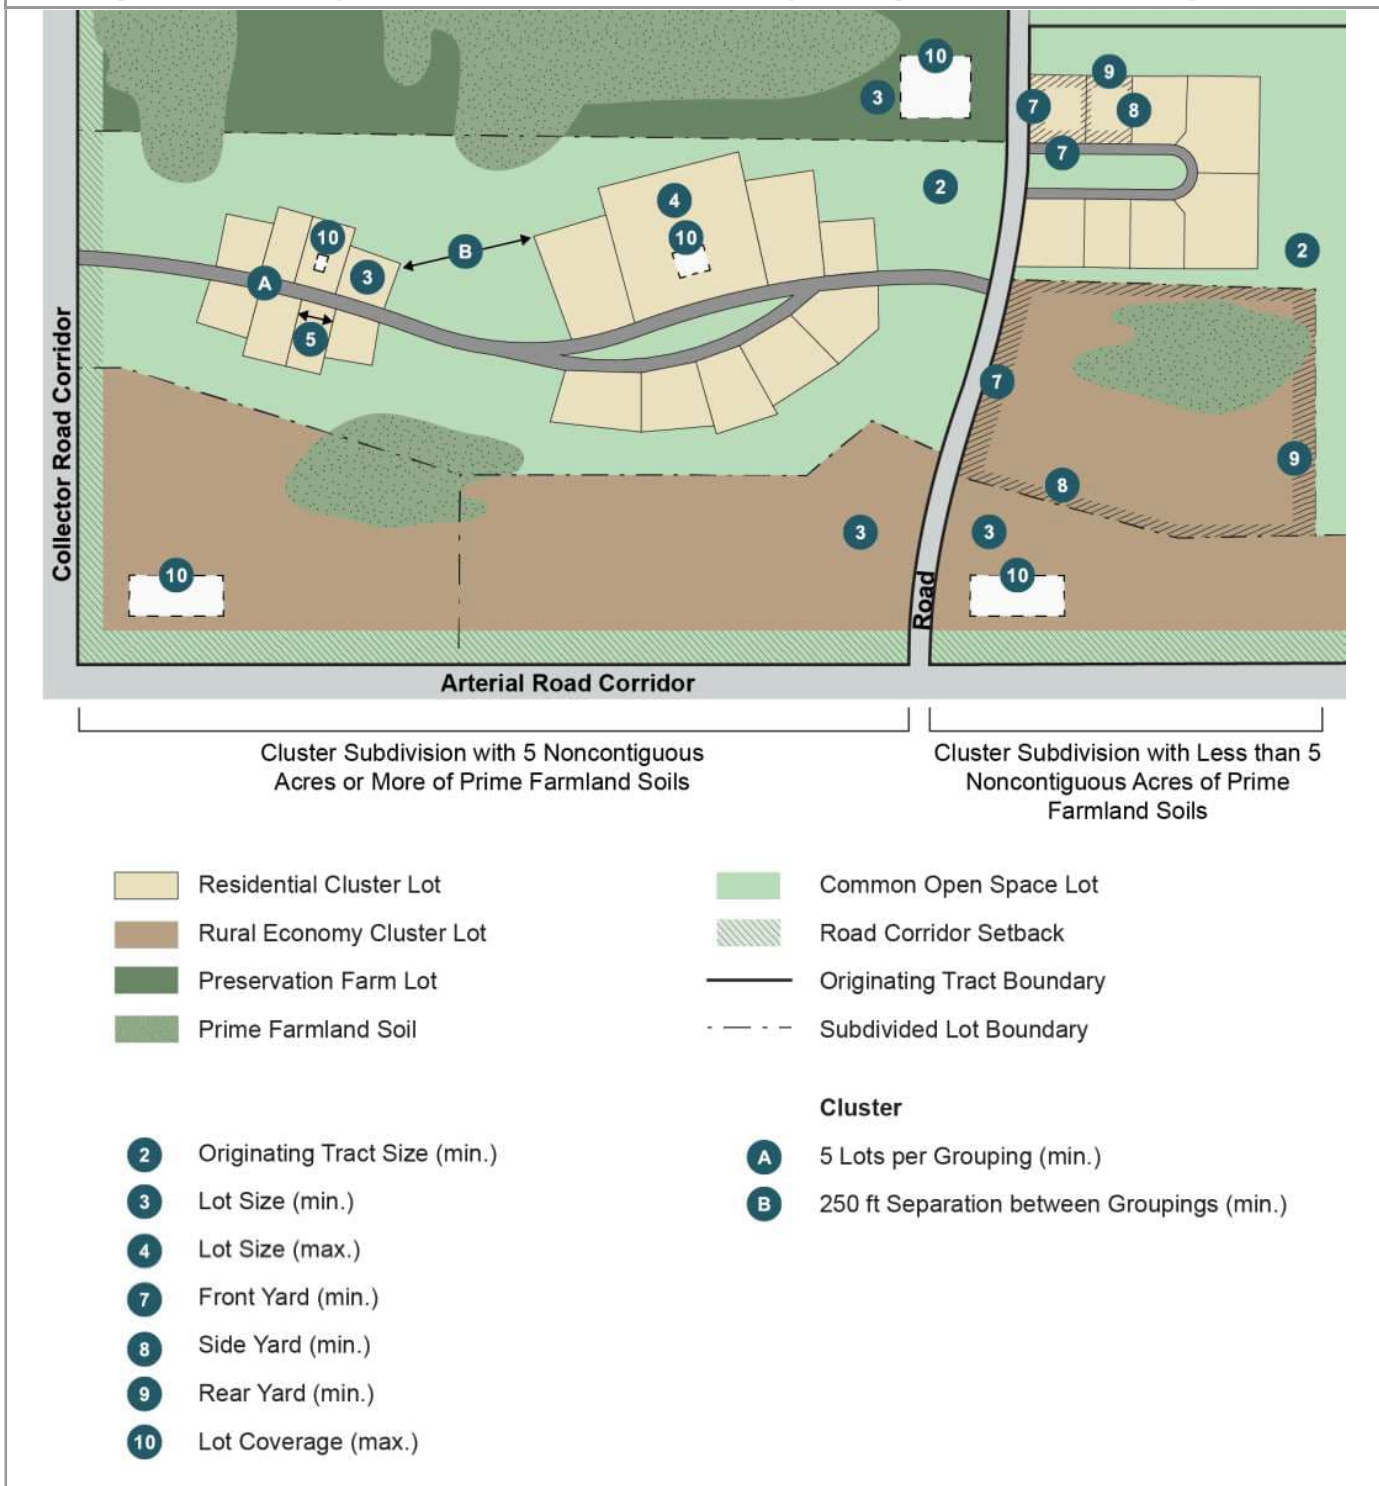 10
9
3
7
8
7
4
2
10
10
B
2
3
A
5
7
9
8
3
3
10
10
Collector Road Corridor
Road
Arterial Road Corridor
Cluster Subdivision with 5 Noncontiguous
Acres or More of Prime Farmland Soils
Cluster Subdivision with Less than 5
Noncontiguous Acres of Prime
Farmland Soils
Residential Cluster Lot
Rural Economy Cluster Lot
Preservation Farm Lot
Prime Farmland Soil
Common Open Space Lot
Road Corridor Setback
Originating Tract Boundary
Subdivided Lot Boundary
2 Originating Tract Size (min.)
3 Lot Size (min.)
4 Lot Size (max.)
7 Front Yard (min.)
8 Side Yard (min.)
9 Rear Yard (min.)
10 Lot Coverage (max.)
Cluster
A 5 Lots per Grouping (min.)
B 250 ft Separation between Groupings (min.)